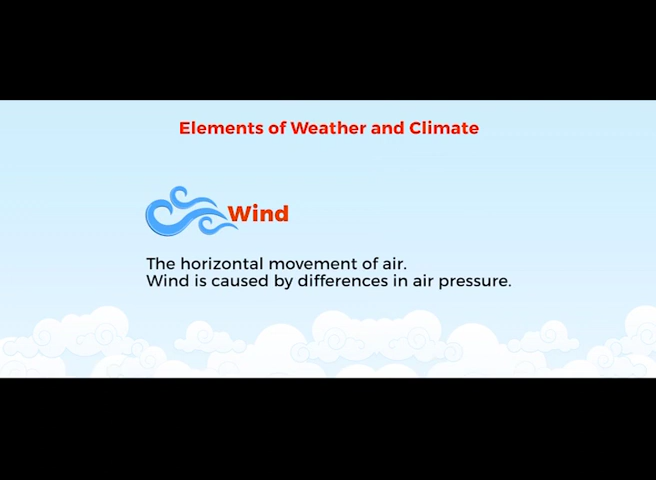 Elements of Weather and Climate
Wind
The horizontal movement of air.
Wind is caused by differences in air pressure.